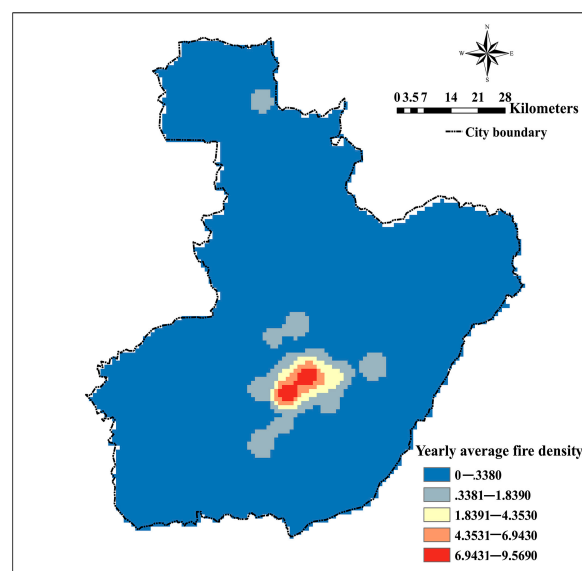 N
W E
S
0 3.5 7 14 21 28
Kilometers
City boundary
Yearly average fire density
0—.3380
.3381—1.8390
1.8391—4.3530
4.3531—6.9430
6.9431—9.5690